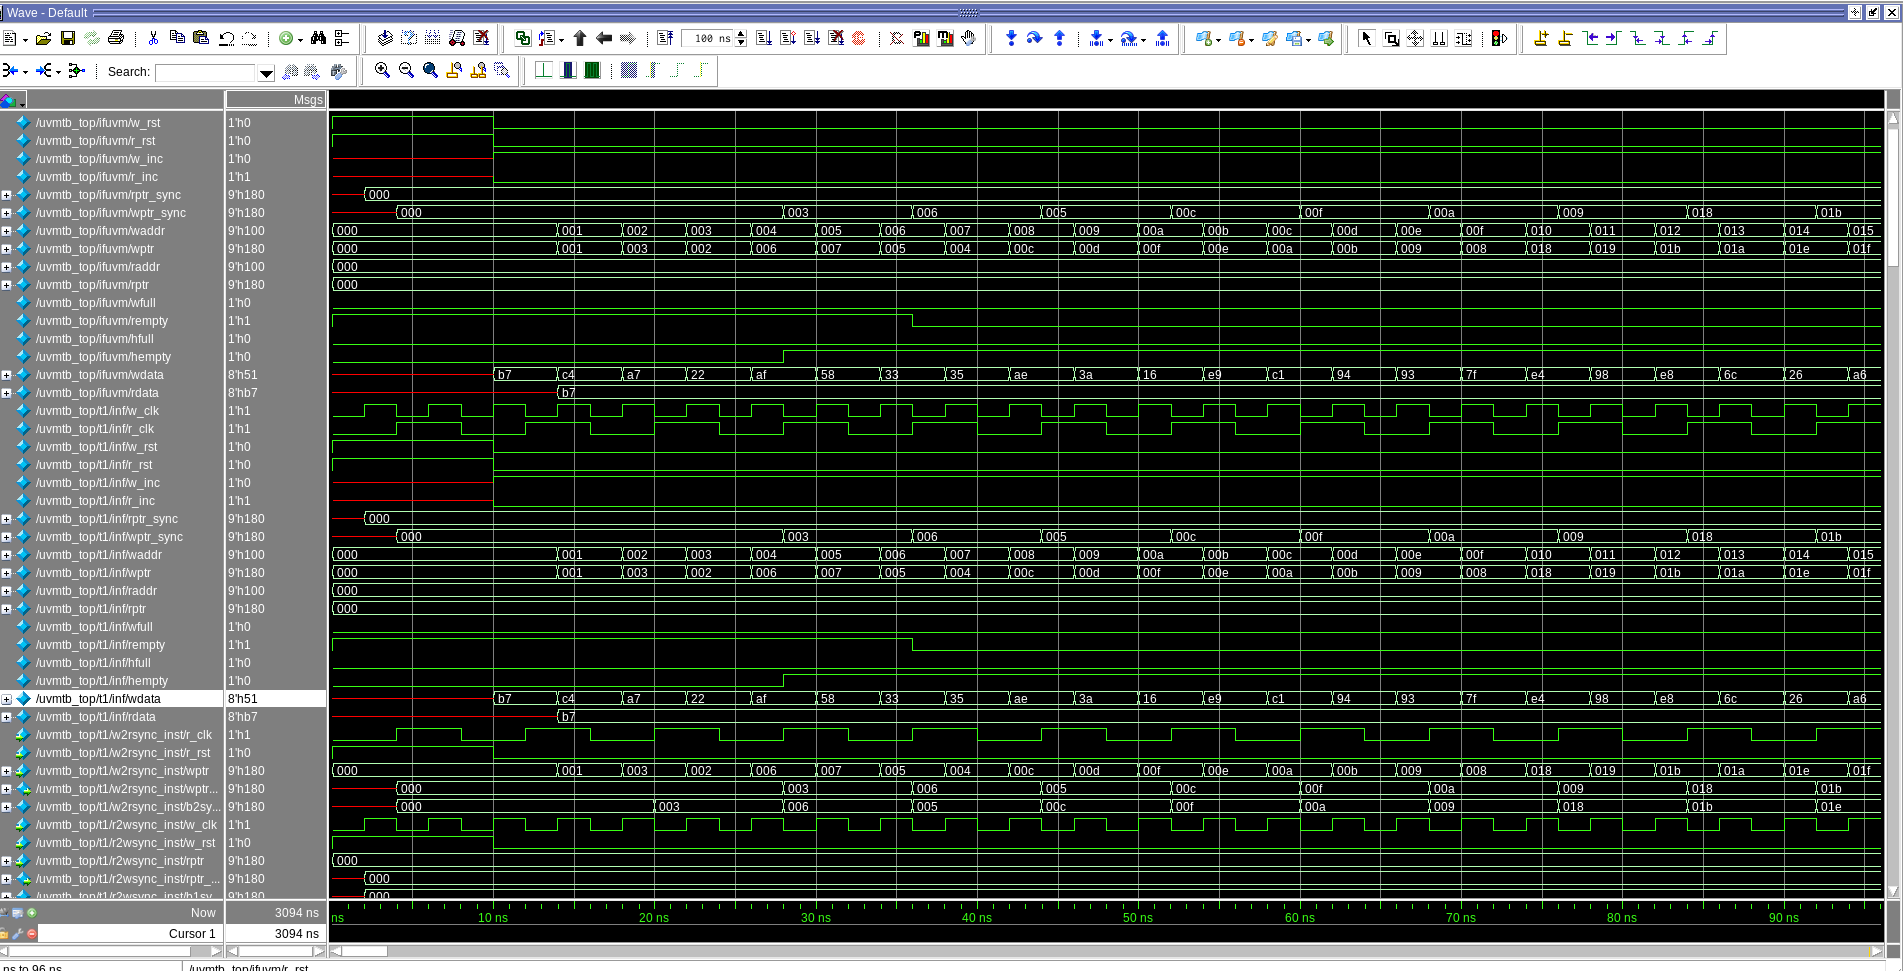 Wave - Default
100 ns
Search:
Msgs
/uvmtb_top/ifuvm/w_rst 1'h0
/uvmtb_top/ifuvm/r_rst 1'h0
/uvmtb_top/ifuvm/w_inc 1'h0
/uvmtb_top/ifuvm/r_inc 1'h1
/uvmtb_top/ifuvm/rptr_sync 9'h180 000
/uvmtb_top/ifuvm/wptr_sync 9'h180 000 003 006 005 00c 00f 00a 009 018 01b
/uvmtb_top/ifuvm/waddr 9'h100 000 001 002 003 004 005 006 007 008 009 00a 00b 00c 00d 00e 00f 010 011 012 013 014 015
/uvmtb_top/ifuvm/wptr 9'h180 000 001 003 002 006 007 005 004 00c 00d 00f 00e 00a 00b 009 008 018 019 01b 01a 01e 01f
/uvmtb_top/ifuvm/raddr 9'h100 000
/uvmtb_top/ifuvm/rptr 9'h180 000
/uvmtb_top/ifuvm/wfull 1'h0
/uvmtb_top/ifuvm/rempty 1'h1
/uvmtb_top/ifuvm/hfull 1'h0
/uvmtb_top/ifuvm/hempty 1'h0
/uvmtb_top/ifuvm/wdata 8'h51 b7 c4 a7 22 af 58 33 35 ae 3a 16 e9 c1 94 93 7f e4 98 e8 6c 26 a6
/uvmtb_top/ifuvm/rdata 8'hb7 b7
/uvmtb_top/t1/inf/w_clk 1'h1
/uvmtb_top/t1/inf/r_clk 1'h1
/uvmtb_top/t1/inf/w_rst 1'h0
/uvmtb_top/t1/inf/r_rst 1'h0
/uvmtb_top/t1/inf/w_inc 1'h0
/uvmtb_top/t1/inf/r_inc 1'h1
/uvmtb_top/t1/inf/rptr_sync 9'h180 000
/uvmtb_top/t1/inf/wptr_sync 9'h180 000 003 006 005 00c 00f 00a 009 018 01b
/uvmtb_top/t1/inf/waddr 9'h100 000 001 002 003 004 005 006 007 008 009 00a 00b 00c 00d 00e 00f 010 011 012 013 014 015
/uvmtb_top/t1/inf/wptr 9'h180 000 001 003 002 006 007 005 004 00c 00d 00f 00e 00a 00b 009 008 018 019 01b 01a 01e 01f
/uvmtb_top/t1/inf/raddr 9'h100 000
/uvmtb_top/t1/inf/rptr 9'h180 000
/uvmtb_top/t1/inf/wfull 1'h0
/uvmtb_top/t1/inf/rempty 1'h1
/uvmtb_top/t1/inf/hfull 1'h0
/uvmtb_top/t1/inf/hempty 1'h0
/uvmtb_top/t1/inf/wdata 8'h51 b7 c4 a7 22 af 58 33 35 ae 3a 16 e9 c1 94 93 7f e4 98 e8 6c 26 a6
/uvmtb_top/t1/inf/rdata 8'hb7 b7
/uvmtb_top/t1/w2rsync_inst/r_clk 1'h1
/uvmtb_top/t1/w2rsync_inst/r_rst 1'h0
/uvmtb_top/t1/w2rsync_inst/wptr 9'h180 000 001 003 002 006 007 005 004 00c 00d 00f 00e 00a 00b 009 008 018 019 01b 01a 01e 01f
/uvmtb_top/t1/w2rsync_inst/wptr... 9'h180 000 003 006 005 00c 00f 00a 009 018 01b
/uvmtb_top/t1/w2rsync_inst/b2sy... 9'h180 000 003 006 005 00c 00f 00a 009 018 01b 01e
/uvmtb_top/t1/r2wsync_inst/w_clk 1'h1
/uvmtb_top/t1/r2wsync_inst/w_rst 1'h0
/uvmtb_top/t1/r2wsync_inst/rptr 9'h180 000
/uvmtb_top/t1/r2wsync_inst/rptr_... 9'h180 000
/uvmtb_top/t1/r2wsync_inst/b1sy... 9'h180 000
Now 3094 ns ns 10 ns 20 ns 30 ns 40 ns 50 ns 60 ns 70 ns 80 ns 90 ns
Cursor 1 3094 ns
ns to 96 ns /uvmtb_top/ifuvm/r_rst